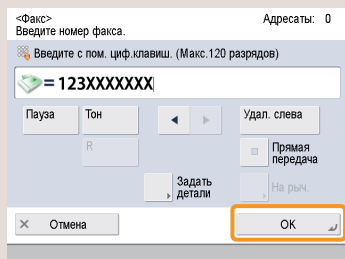 <Факс> Адресаты: 0
Введите номер факса.
Введите с пом. циф.клавиш. (Макс.120 разрядов)
= 123XXXXXXX
Пауза Тон Удал. слева
R Прямая
передача
Задать
детали На рыч.
× Отмена OK